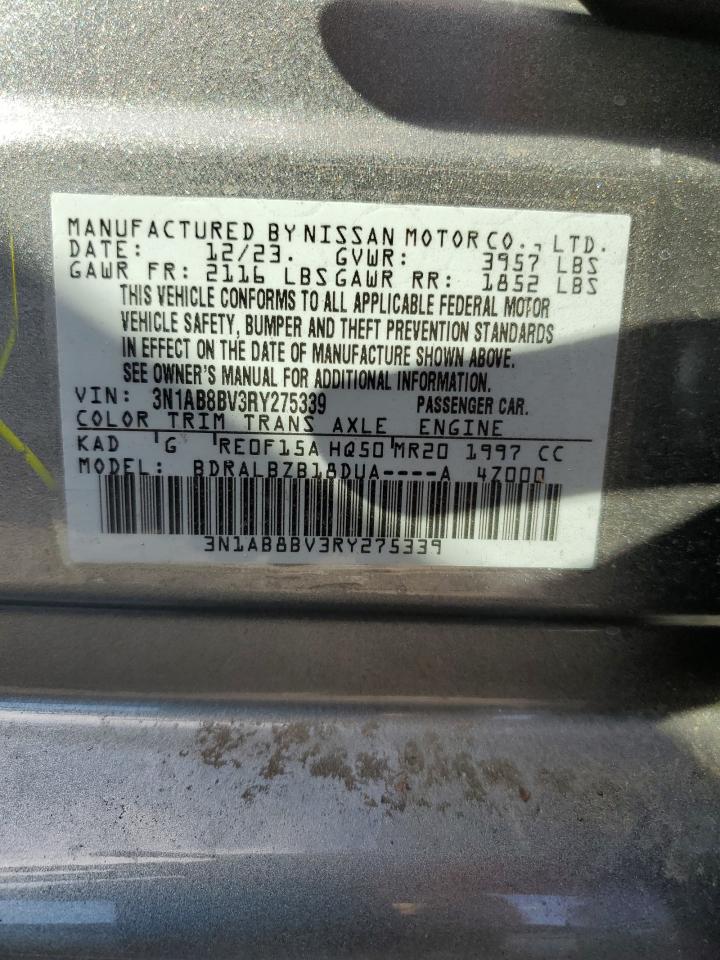 MANUFACTURED BY NISSAN MOTOR CO., LTD.
DATE: 12/23. GVWR: 3957 LBS
GAWR FR: 2116 LBS GAWR RR: 1852 LBS
THIS VEHICLE CONFORMS TO ALL APPLICABLE FEDERAL MOTOR
VEHICLE SAFETY, BUMPER AND THEFT PREVENTION STANDARDS
IN EFFECT ON THE DATE OF MANUFACTURE SHOWN ABOVE.
SEE OWNER'S MANUAL FOR ADDITIONAL INFORMATION.
VIN: 3N1AB8BV3RY275339 PASSENGER CAR.
COLOR TRIM TRANS AXLE ENGINE
KAD G RE0F15A HQ50 MR20 1997 CC
MODEL: BDRALBZB18DUA----A 4Z000
3N1AB8BV3RY275339